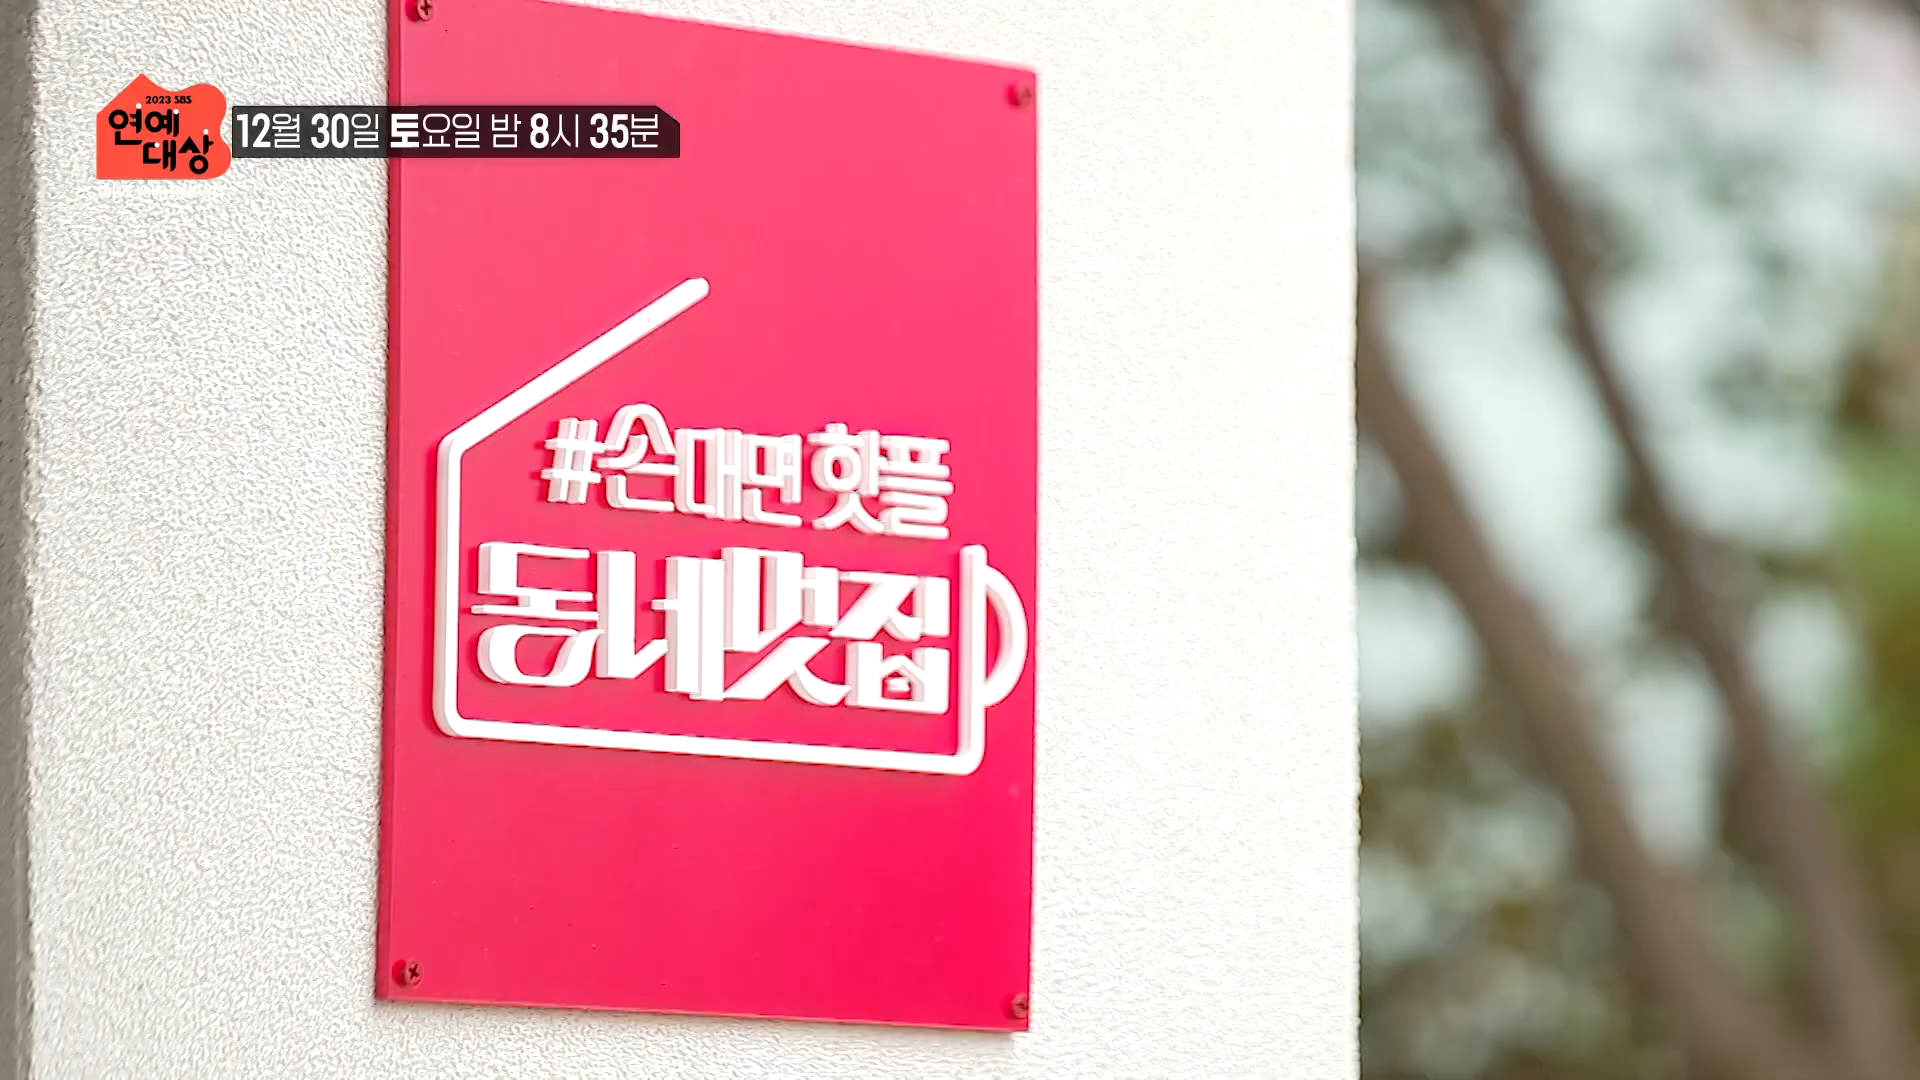 2023 SBS
연예
대상
12월 30일 토요일 밤 8시 35분
#손대면 핫플
동네멋집